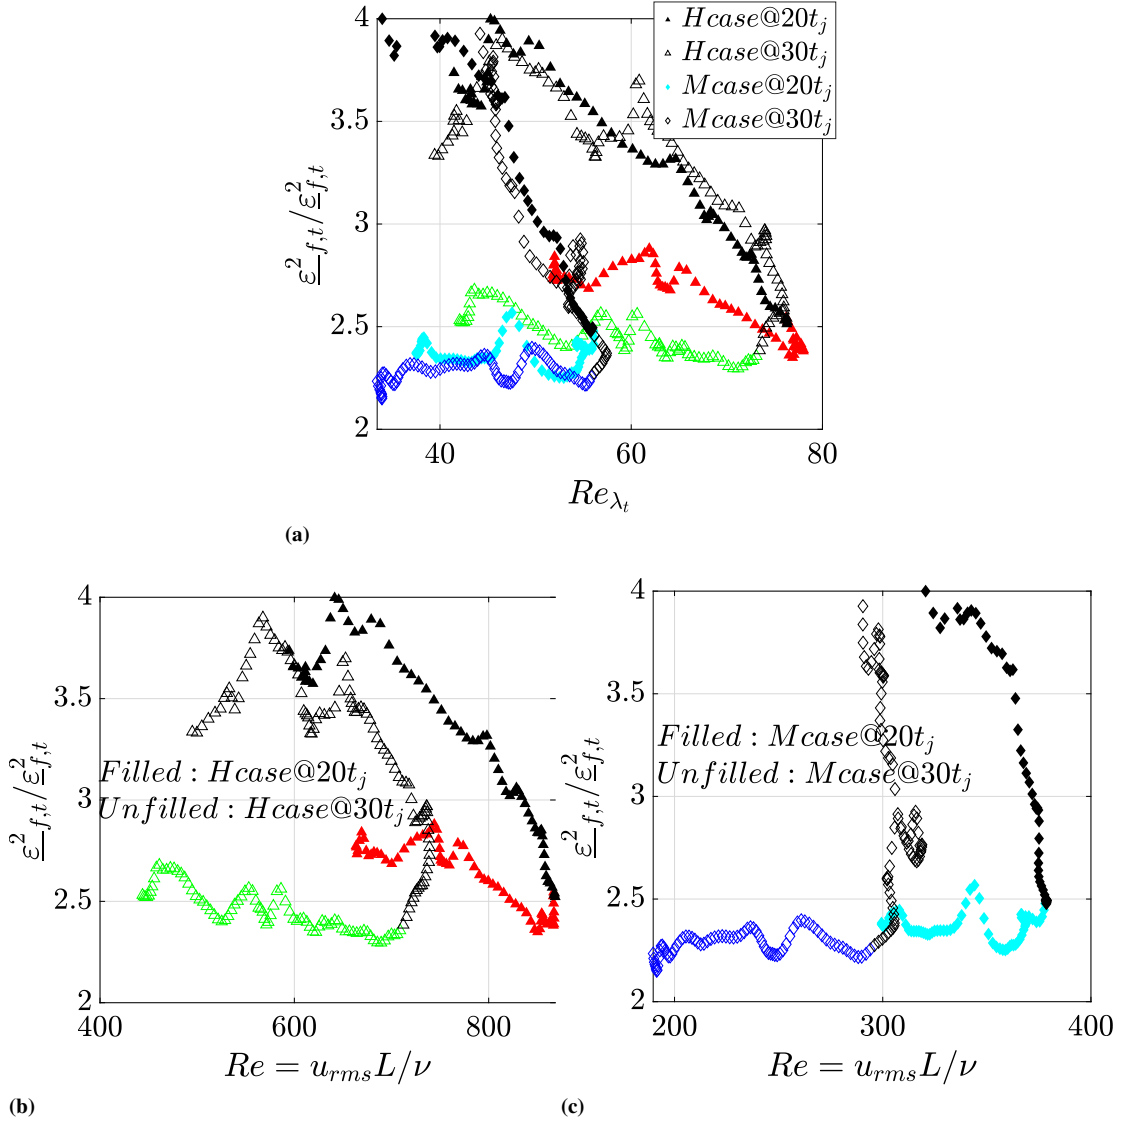 4
3.5
3
2.5
2
ε²_{f,t}/ε²_{f,t}
40
60
80
Re_{λ_t}
Hcase@20t_j
Hcase@30t_j
Mcase@20t_j
Mcase@30t_j
(a)
4
3.5
3
2.5
2
ε²_{f,t}/ε²_{f,t}
Filled : Hcase@20t_j
Unfilled : Hcase@30t_j
400
600
800
Re = u_{rms}L/ν
(b)
4
3.5
3
2.5
2
ε²_{f,t}/ε²_{f,t}
Filled : Mcase@20t_j
Unfilled : Mcase@30t_j
200
300
400
Re = u_{rms}L/ν
(c)